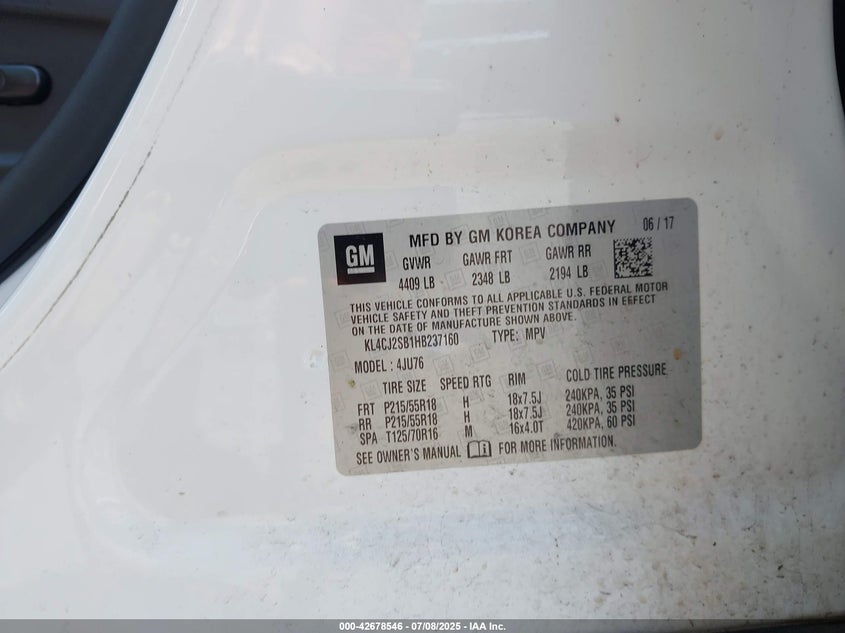 GM
MFD BY GM KOREA COMPANY 06 / 17
GVWR GAWR FRT GAWR RR
4409 LB 2348 LB 2194 LB
THIS VEHICLE CONFORMS TO ALL APPLICABLE U.S. FEDERAL MOTOR
VEHICLE SAFETY AND THEFT PREVENTION STANDARDS IN EFFECT
ON THE DATE OF MANUFACTURE SHOWN ABOVE.
KL4CJ2SB1HB237160 TYPE: MPV
MODEL : 4JU76
TIRE SIZE SPEED RTG RIM COLD TIRE PRESSURE
FRT P215/55R18 H 18x7.5J 240KPA, 35 PSI
RR P215/55R18 H 18x7.5J 240KPA, 35 PSI
SPA T125/70R16 M 16x4.0T 420KPA, 60 PSI
SEE OWNER'S MANUAL FOR MORE INFORMATION.
000-42678546 - 07/08/2025 - IAA Inc.